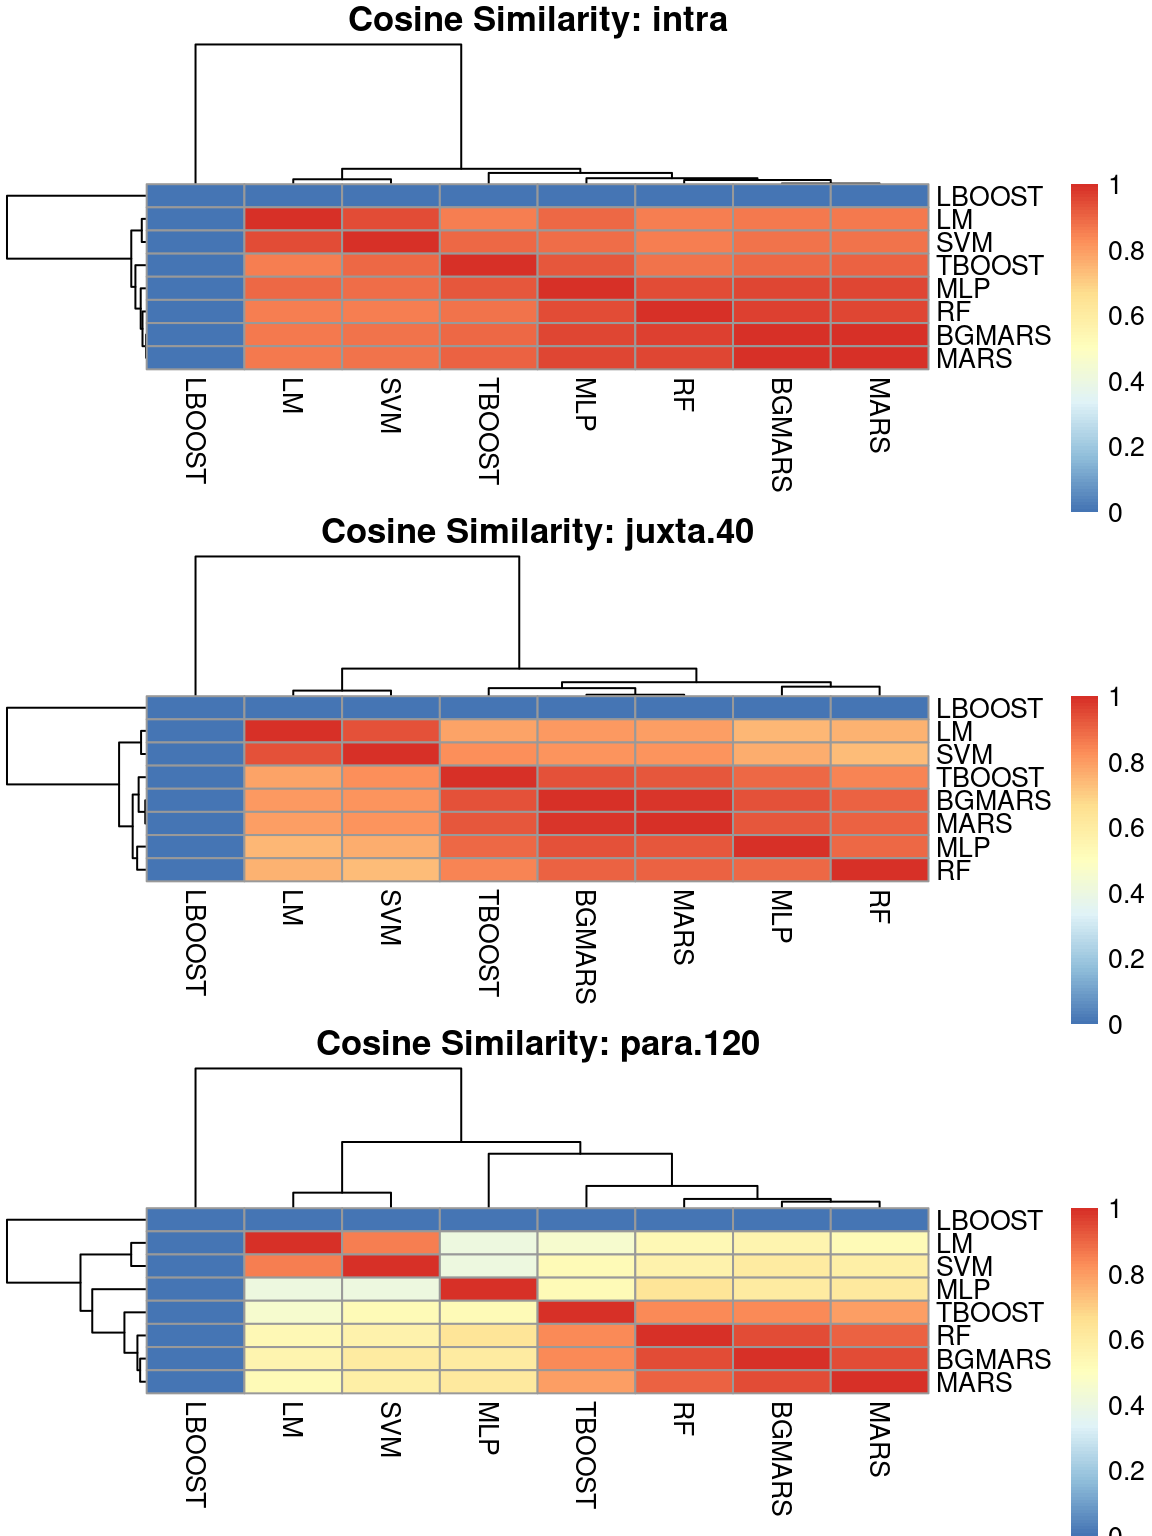 Cosine Similarity: intra
LBOOST
LM
SVM
TBOOST
MLP
RF
BGMARS
MARS
LBOOST
LM
SVM
TBOOST
MLP
RF
BGMARS
MARS
1
0.8
0.6
0.4
0.2
0
Cosine Similarity: juxta.40
LBOOST
LM
SVM
TBOOST
BGMARS
MARS
MLP
RF
LBOOST
LM
SVM
TBOOST
BGMARS
MARS
MLP
RF
1
0.8
0.6
0.4
0.2
0
Cosine Similarity: para.120
LBOOST
LM
SVM
MLP
TBOOST
RF
BGMARS
MARS
LBOOST
LM
SVM
MLP
TBOOST
RF
BGMARS
MARS
1
0.8
0.6
0.4
0.2
0